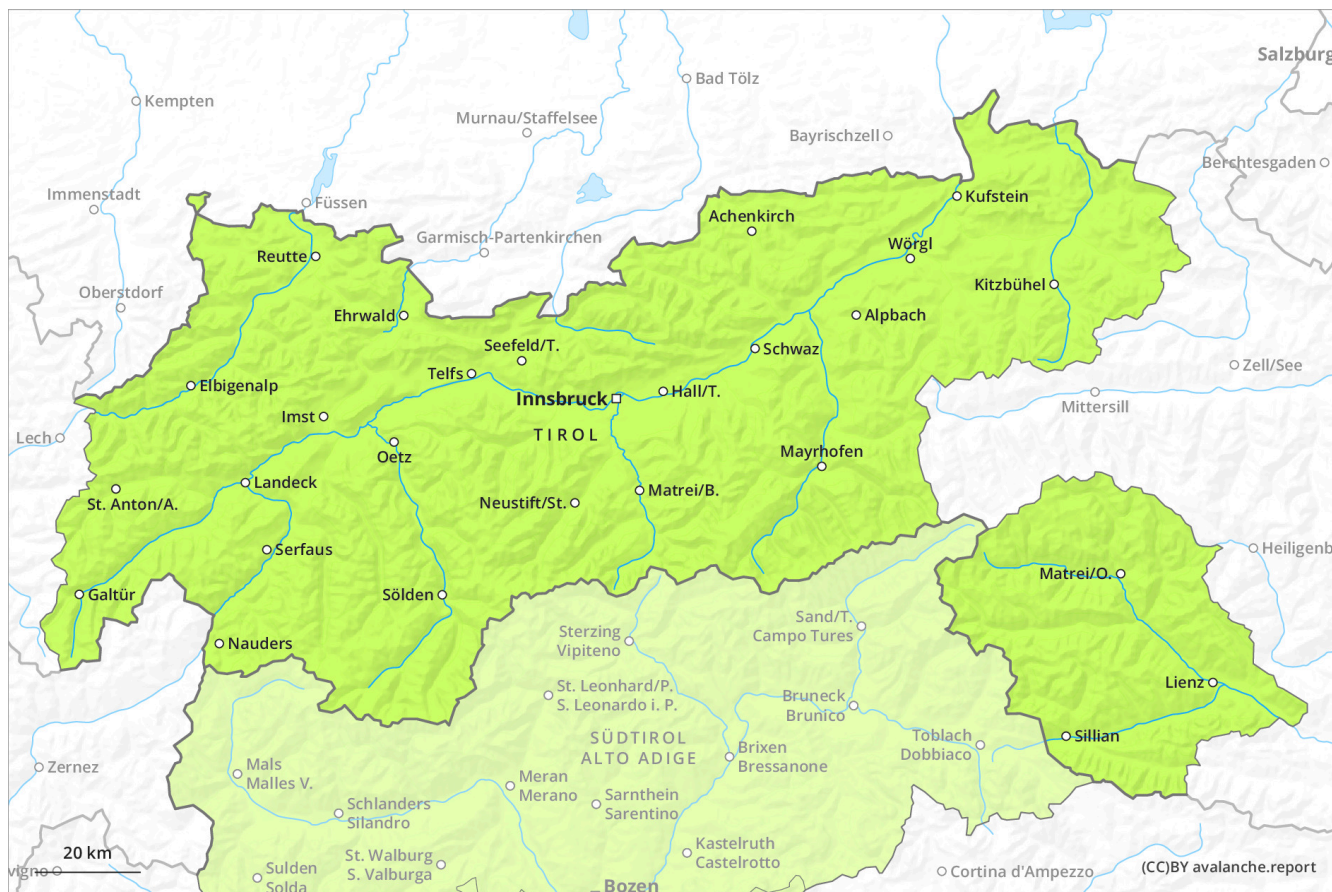 Salzburg
Bad Tölz
Kempten
Murnau/Staffelsee
Bayrischzell
Berchtesgaden
Immenstadt
Füssen
Kufstein
Achenkirch
Garmisch-Partenkirchen
Wörgl
Reutte
Kitzbühel
Oberstdorf
Ehrwald
Alpbach
Seefeld/T.
Schwaz
Zell/See
Telfs
Elbigenalp
Hall/T.
Innsbruck
Mittersill
Imst
TIROL
Lech
Oetz
Mayrhofen
Landeck
Matrei/B.
St. Anton/A.
Neustift/St.
Serfaus
Heiligenb
Matrei/O.
Galtür
Sölden
Sand/T.
Campo Tures
Sterzing
Vipiteno
Nauders
Lienz
St. Leonhard/P.
S. Leonardo i. P.
Bruneck
Brunico
Sillian
SÜDTIROL
ALTO ADIGE
Toblach
Dobbiaco
Brixen
Bressanone
Zernez
Mals
Malles V.
Meran
Merano
Sarnthein
Sarentino
Schlanders
Silandro
Kastelruth
Castelrotto
20 km
St. Walburg
S. Valburga
vigno
Sulden
Solda
Cortina d'Ampezzo
(CC)BY avalanche.report
Bozen